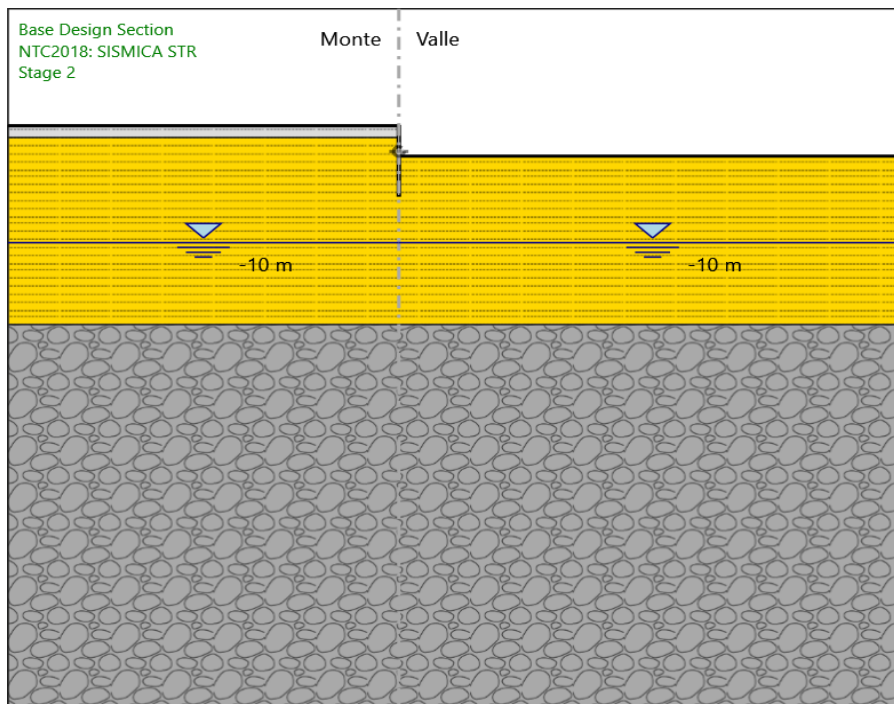 Base Design Section
NTC2018: SISMICA STR
Stage 2
Monte Valle
-10 m -10 m